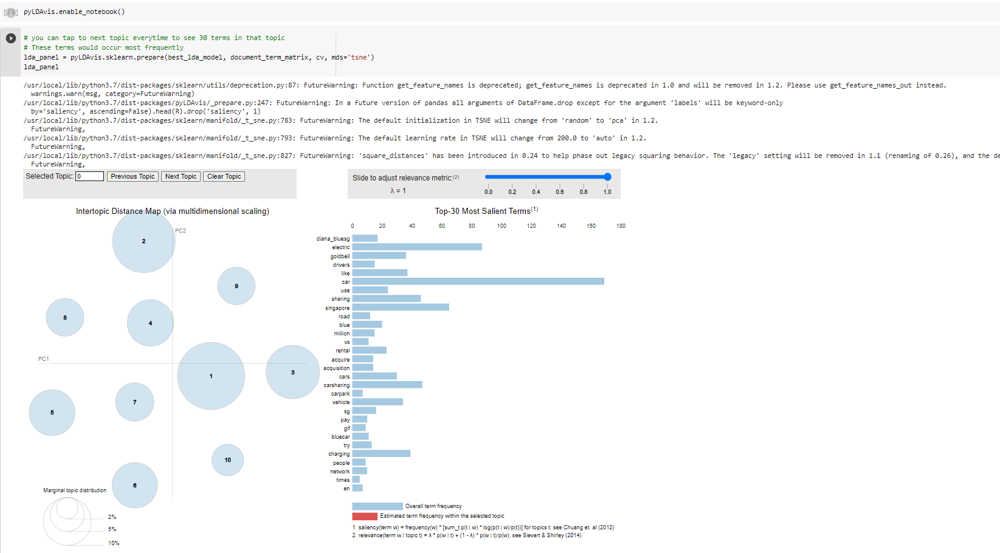 [34] pyLDAvis.enable_notebook()
# you can tap to next topic everytime to see 30 terms in that topic
# These terms would occur most frequently
lda_panel = pyLDAvis.sklearn.prepare(best_lda_model, document_term_matrix, cv, mds='tsne')
lda_panel
/usr/local/lib/python3.7/dist-packages/sklearn/utils/deprecation.py:87: FutureWarning: Function get_feature_names is deprecated; get_feature_names is deprecated in 1.0 and will be removed in 1.2. Please use get_feature_names_out instead.
warnings.warn(msg, category=FutureWarning)
/usr/local/lib/python3.7/dist-packages/pyLDAvis/_prepare.py:247: FutureWarning: In a future version of pandas all arguments of DataFrame.drop except for the argument 'labels' will be keyword-only
by='saliency', ascending=False).head(R).drop('saliency', 1)
/usr/local/lib/python3.7/dist-packages/sklearn/manifold/_t_sne.py:783: FutureWarning: The default initialization in TSNE will change from 'random' to 'pca' in 1.2.
FutureWarning,
/usr/local/lib/python3.7/dist-packages/sklearn/manifold/_t_sne.py:793: FutureWarning: The default learning rate in TSNE will change from 200.0 to 'auto' in 1.2.
FutureWarning,
/usr/local/lib/python3.7/dist-packages/sklearn/manifold/_t_sne.py:827: FutureWarning: 'square_distances' has been introduced in 0.24 to help phase out legacy squaring behavior. The 'legacy' setting will be removed in 1.1 (renaming of 0.26), and the de
FutureWarning,
Selected Topic: 0 Previous Topic Next Topic Clear Topic
Slide to adjust relevance metric:(2)
λ = 1
0.0 0.2 0.4 0.6 0.8 1.0
Intertopic Distance Map (via multidimensional scaling)
PC2
PC1
2
9
8
4
1
3
7
5
10
6
Marginal topic distribution
2%
5%
10%
Top-30 Most Salient Terms(1)
0 20 40 60 80 100 120 140 160 180
diana_bluesg
electric
goldbell
drivers
like
car
use
sharing
singapore
road
blue
million
vs
rental
acquire
acquisition
cars
carsharing
carpark
vehicle
sg
pay
gif
bluecar
try
charging
people
network
times
en
Overall term frequency
Estimated term frequency within the selected topic
1. saliency(term w) = frequency(w) * [sum_t p(t | w) * log(p(t | w)/p(t))] for topics t; see Chuang et. al (2012)
2. relevance(term w | topic t) = λ * p(w | t) + (1 - λ) * p(w | t)/p(w); see Sievert & Shirley (2014)